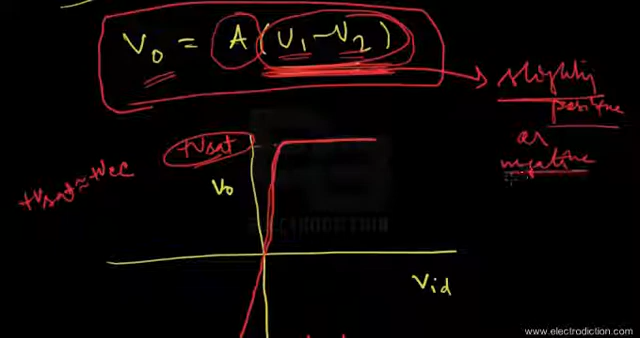 V₀ = A (V₁ ~ V₂)
slightly
positive
or
negative
+Vsat
+Vsat ≈ +Vcc
V₀
Vid
www.electrodiction.com